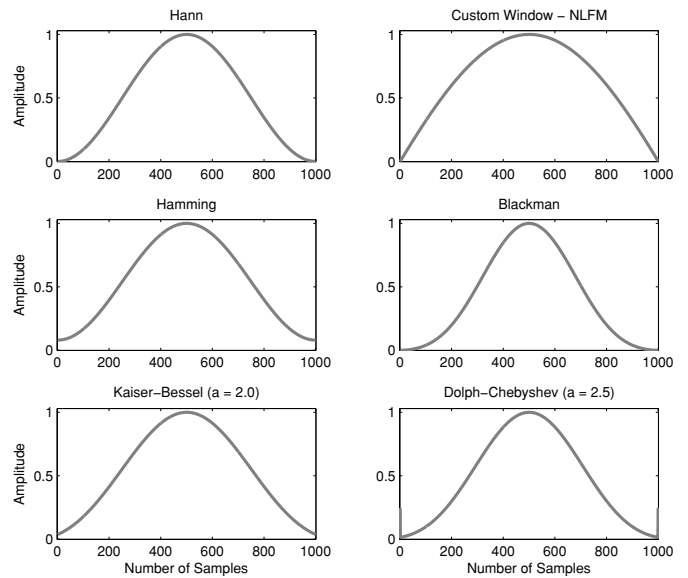 Hann
Amplitude
1
0.5
0
0 200 400 600 800 1000
Custom Window – NLFM
1
0.5
0
0 200 400 600 800 1000
Hamming
Amplitude
1
0.5
0
0 200 400 600 800 1000
Blackman
1
0.5
0
0 200 400 600 800 1000
Kaiser–Bessel (a = 2.0)
Amplitude
1
0.5
0
0 200 400 600 800 1000
Number of Samples
Dolph–Chebyshev (a = 2.5)
1
0.5
0
0 200 400 600 800 1000
Number of Samples